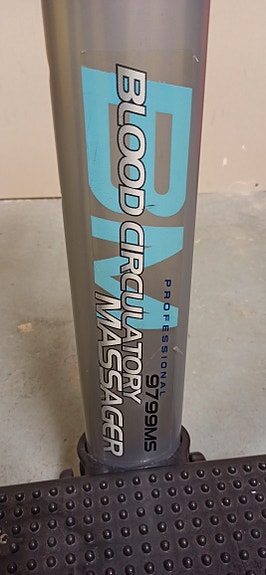 BM
BLOOD CIRCULATORY
MASSAGER
PROFESSIONAL
9799MS